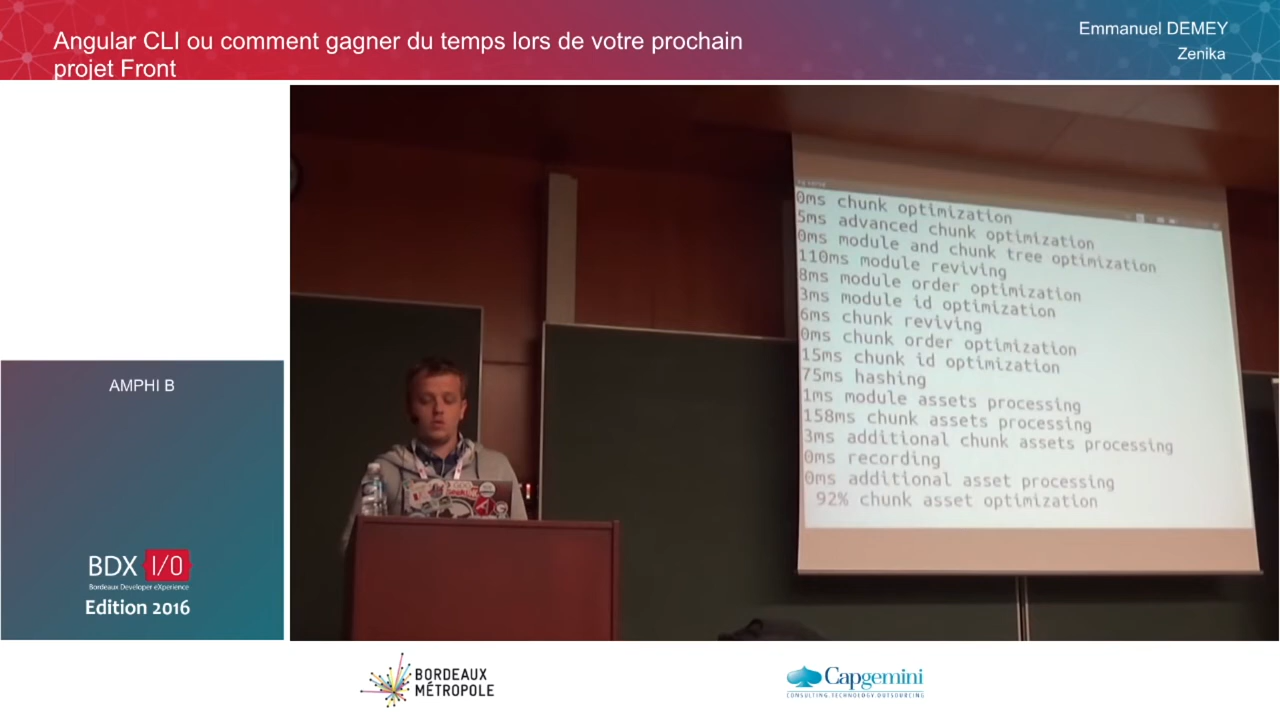 Angular CLI ou comment gagner du temps lors de votre prochain
projet Front
Emmanuel DEMEY
Zenika
0ms chunk optimization
5ms advanced chunk optimization
0ms module and chunk tree optimization
110ms module reviving
8ms module order optimization
3ms module id optimization
6ms chunk reviving
0ms chunk order optimization
15ms chunk id optimization
75ms hashing
1ms module assets processing
158ms chunk assets processing
3ms additional chunk assets processing
0ms recording
0ms additional asset processing
92% chunk asset optimization
AMPHI B
BDX I/O
Bordeaux Developer eXperience
Edition 2016
BORDEAUX
MÉTROPOLE
Capgemini
CONSULTING.TECHNOLOGY.OUTSOURCING